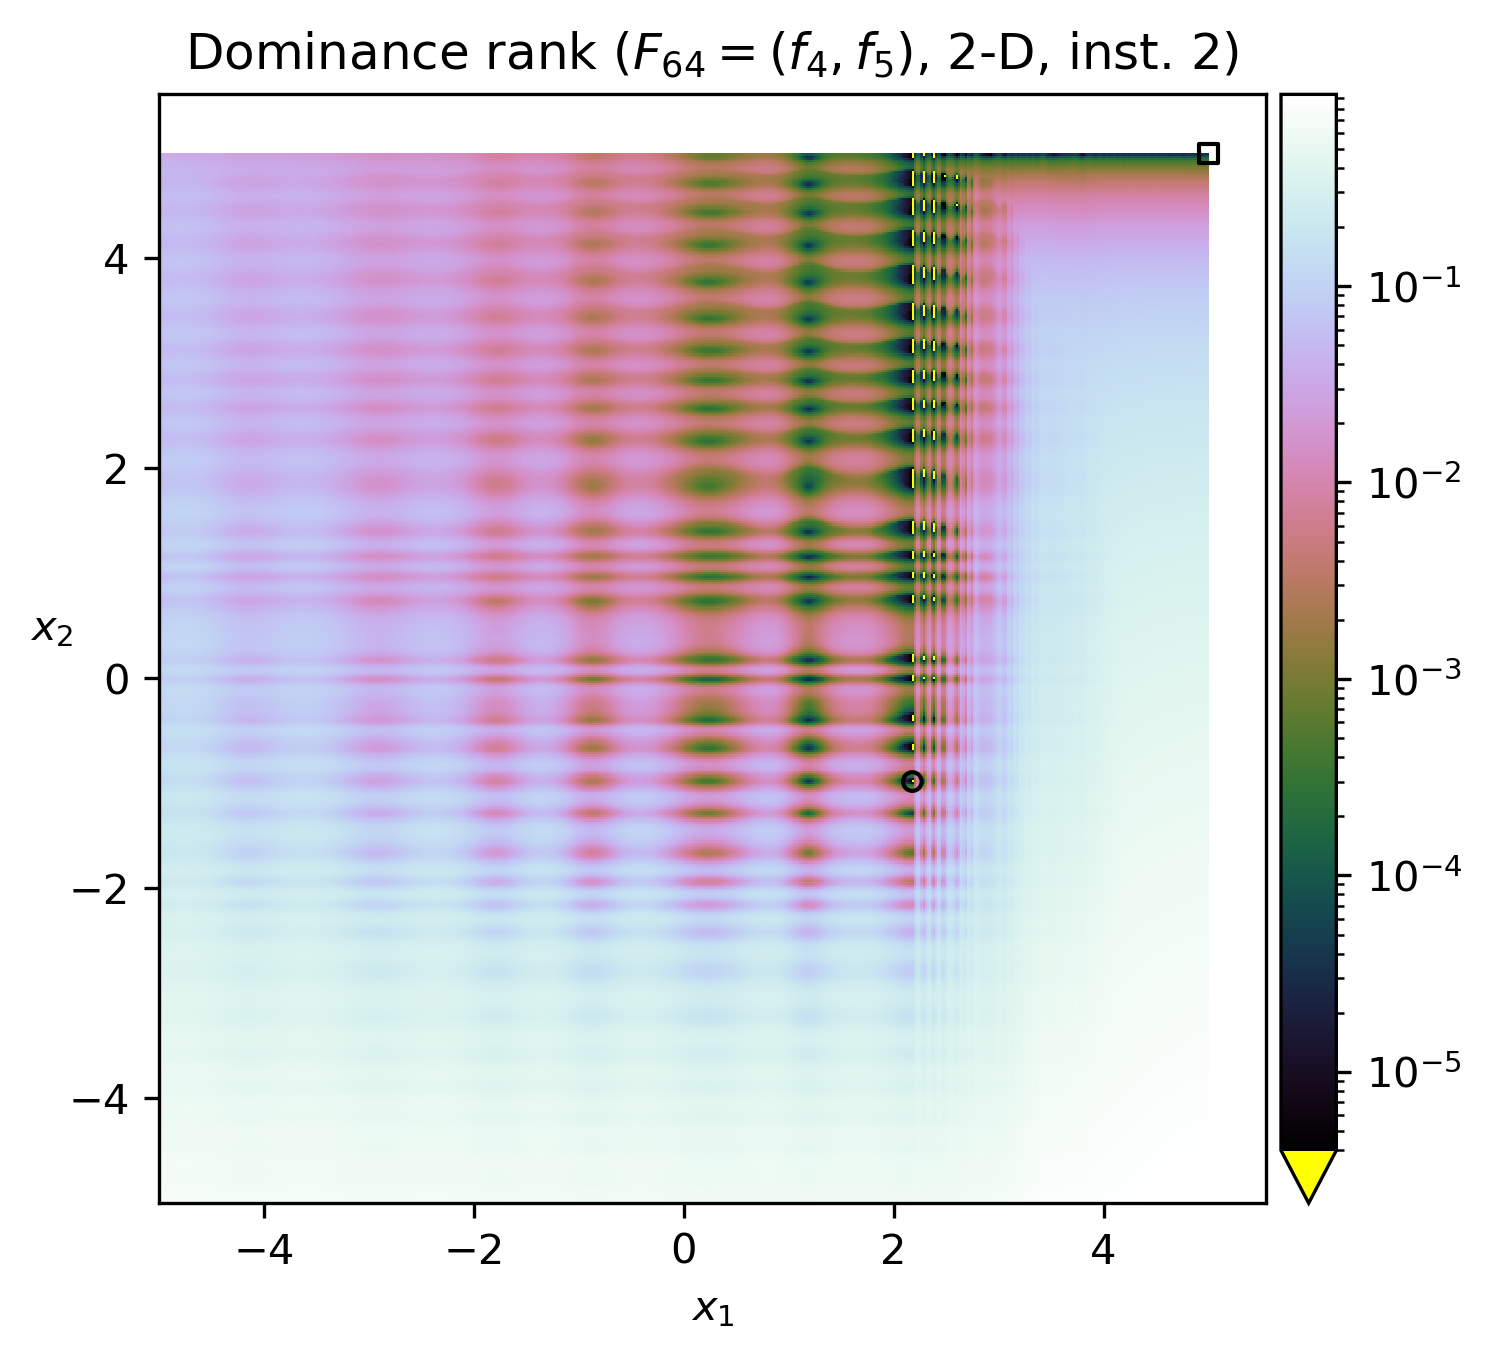 Dominance rank (F₆₄ = (f₄, f₅), 2-D, inst. 2)
10⁻¹
10⁻²
10⁻³
10⁻⁴
10⁻⁵
4
2
0
−2
−4
x₂
−4 −2 0 2 4
x₁